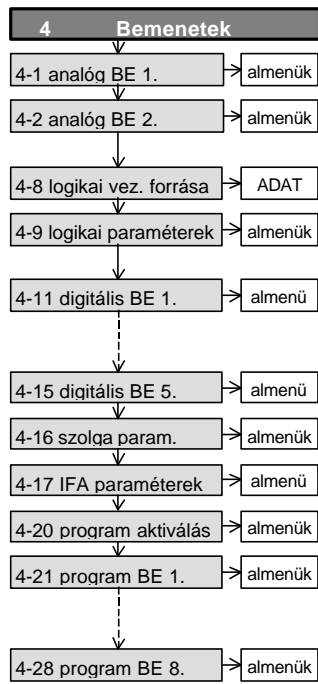 4 Bemenetek
4-1 analóg BE 1. almenük
4-2 analóg BE 2. almenük
4-8 logikai vez. forrása ADAT
4-9 logikai paraméterek almenük
4-11 digitális BE 1. almenü
4-15 digitális BE 5. almenü
4-16 szolga param. almenük
4-17 IFA paraméterek almenü
4-20 program aktiválás almenük
4-21 program BE 1. almenük
4-28 program BE 8. almenük